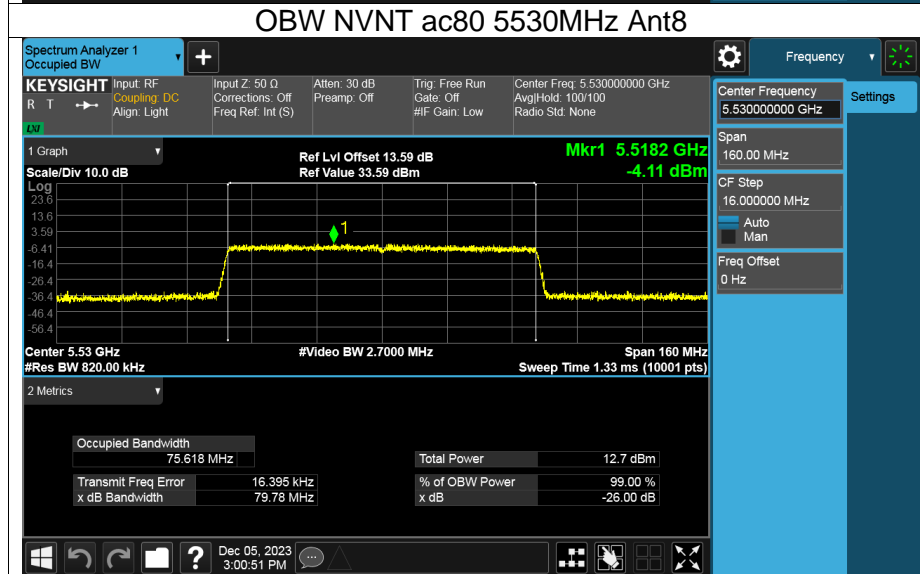 OBW NVNT ac80 5530MHz Ant8
Spectrum Analyzer 1
Occupied BW
+
Frequency
KEYSIGHT
R T
LXI
Input: RF
Coupling: DC
Align: Light
Input Z: 50 Ω
Corrections: Off
Freq Ref: Int (S)
Atten: 30 dB
Preamp: Off
Trig: Free Run
Gate: Off
#IF Gain: Low
Center Freq: 5.530000000 GHz
Avg|Hold: 100/100
Radio Std: None
Center Frequency
5.530000000 GHz
Settings
Span
160.00 MHz
CF Step
16.000000 MHz
Auto
Man
Freq Offset
0 Hz
1 Graph
Ref Lvl Offset 13.59 dB
Mkr1 5.5182 GHz
Scale/Div 10.0 dB
Ref Value 33.59 dBm
-4.11 dBm
Log
23.6
13.6
3.59
-6.41
-16.4
-26.4
-36.4
-46.4
-56.4
1
Center 5.53 GHz
#Video BW 2.7000 MHz
Span 160 MHz
#Res BW 820.00 kHz
Sweep Time 1.33 ms (10001 pts)
2 Metrics
Occupied Bandwidth
75.618 MHz
Total Power 12.7 dBm
Transmit Freq Error 16.395 kHz
% of OBW Power 99.00 %
x dB Bandwidth 79.78 MHz
x dB -26.00 dB
?
Dec 05, 2023
3:00:51 PM